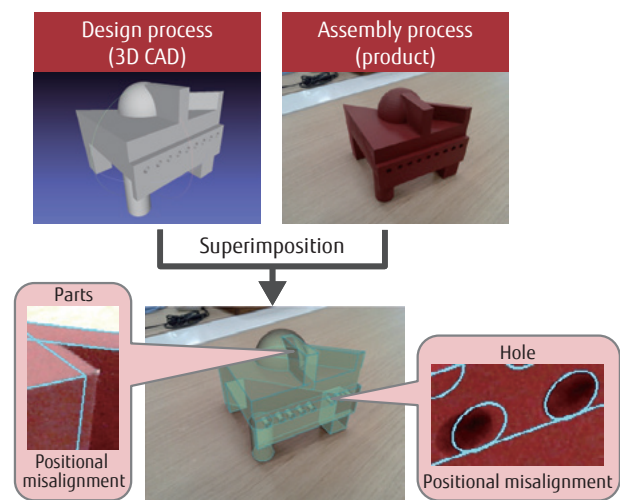 Design process
(3D CAD)
Assembly process
(product)
Superimposition
Parts
Positional
misalignment
Hole
Positional misalignment